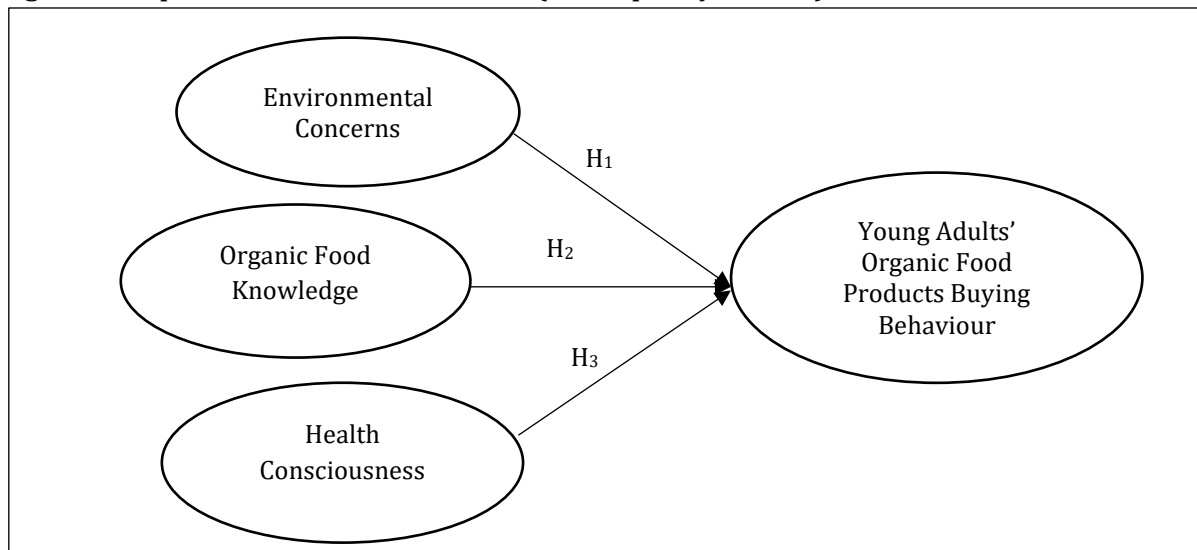 Environmental
Concerns
H1
Organic Food
Knowledge
H2
Young Adults’
Organic Food
Products Buying
Behaviour
H3
Health
Consciousness